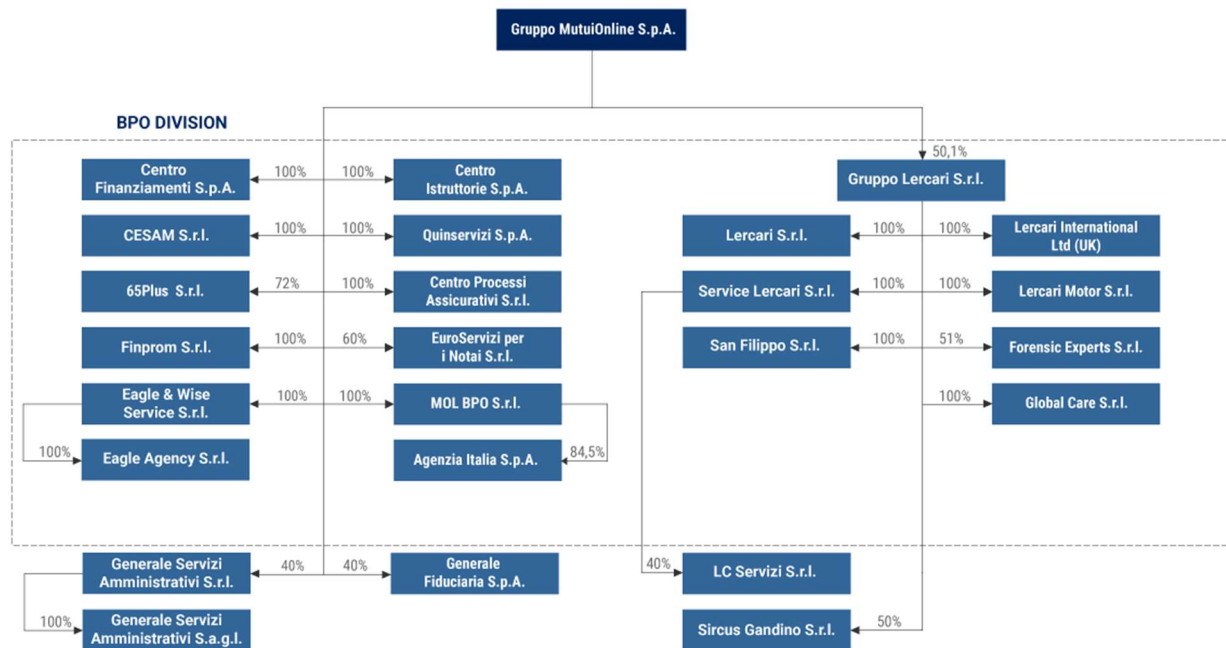 Gruppo MutuiOnline S.p.A.
BPO DIVISION
50,1%
Gruppo Lercari S.r.l.
Centro
Finanziamenti S.p.A.
100%
100%
Centro
Istruttorie S.p.A.
CESAM S.r.l.
100%
100%
Quinservizi S.p.A.
Lercari S.r.l.
100%
100%
Lercari International
Ltd (UK)
65Plus S.r.l.
72%
100%
Centro Processi
Assicurativi S.r.l.
Service Lercari S.r.l.
100%
100%
Lercari Motor S.r.l.
Finprom S.r.l.
100%
60%
EuroServizi per
i Notai S.r.l.
San Filippo S.r.l.
100%
51%
Forensic Experts S.r.l.
Eagle & Wise
Service S.r.l.
100%
100%
MOL BPO S.r.l.
100%
Global Care S.r.l.
100%
Eagle Agency S.r.l.
Agenzia Italia S.p.A.
84,5%
Generale Servizi
Amministrativi S.r.l.
40%
40%
Generale
Fiduciaria S.p.A.
40%
LC Servizi S.r.l.
100%
Generale Servizi
Amministrativi S.a.g.l.
Sircus Gandino S.r.l.
50%